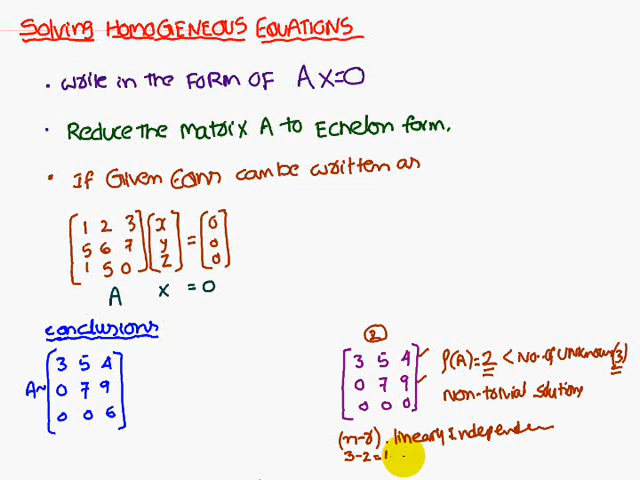 Solving HOMOGENEOUS EQUATIONS
• Write in the FORM OF AX=0
• Reduce the Matrix A to Echelon form.
• If Given Eqns can be written as
[1 2 3] [x] = [0]
[5 6 7] [y] = [0]
[1 5 0] [z] = [0]
A X = 0
conclusions
A~ [3 5 4]
[0 7 9]
[0 0 6]
②
[3 5 4]
[0 7 9]
[0 0 0]
ρ(A)=2 < No. of Unknowns(3)
Non-trivial solution
(n-r) linearly independen
3-2=1